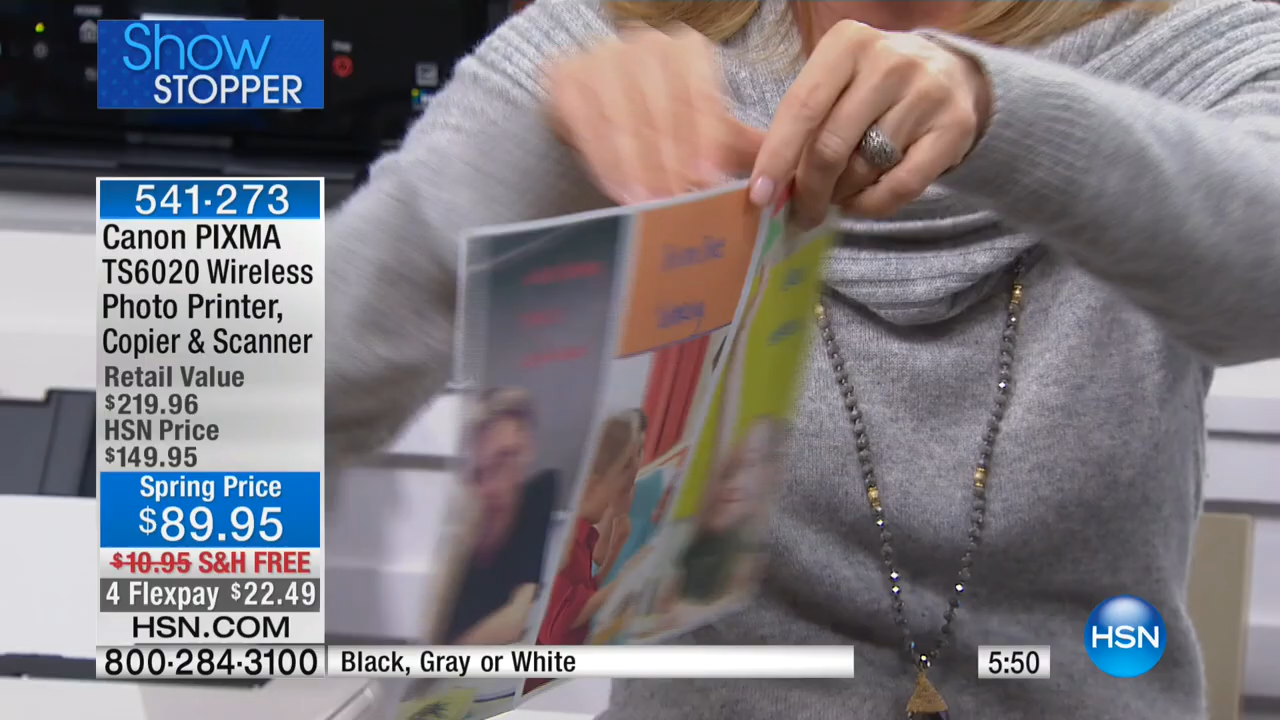 Show
STOPPER
541·273
Canon PIXMA
TS6020 Wireless
Photo Printer,
Copier & Scanner
Retail Value
$219.96
HSN Price
$149.95
Spring Price
$89.95
$10.95 S&H FREE
4 Flexpay $22.49
HSN.COM
800·284·3100
Black, Gray or White
5:50
HSN